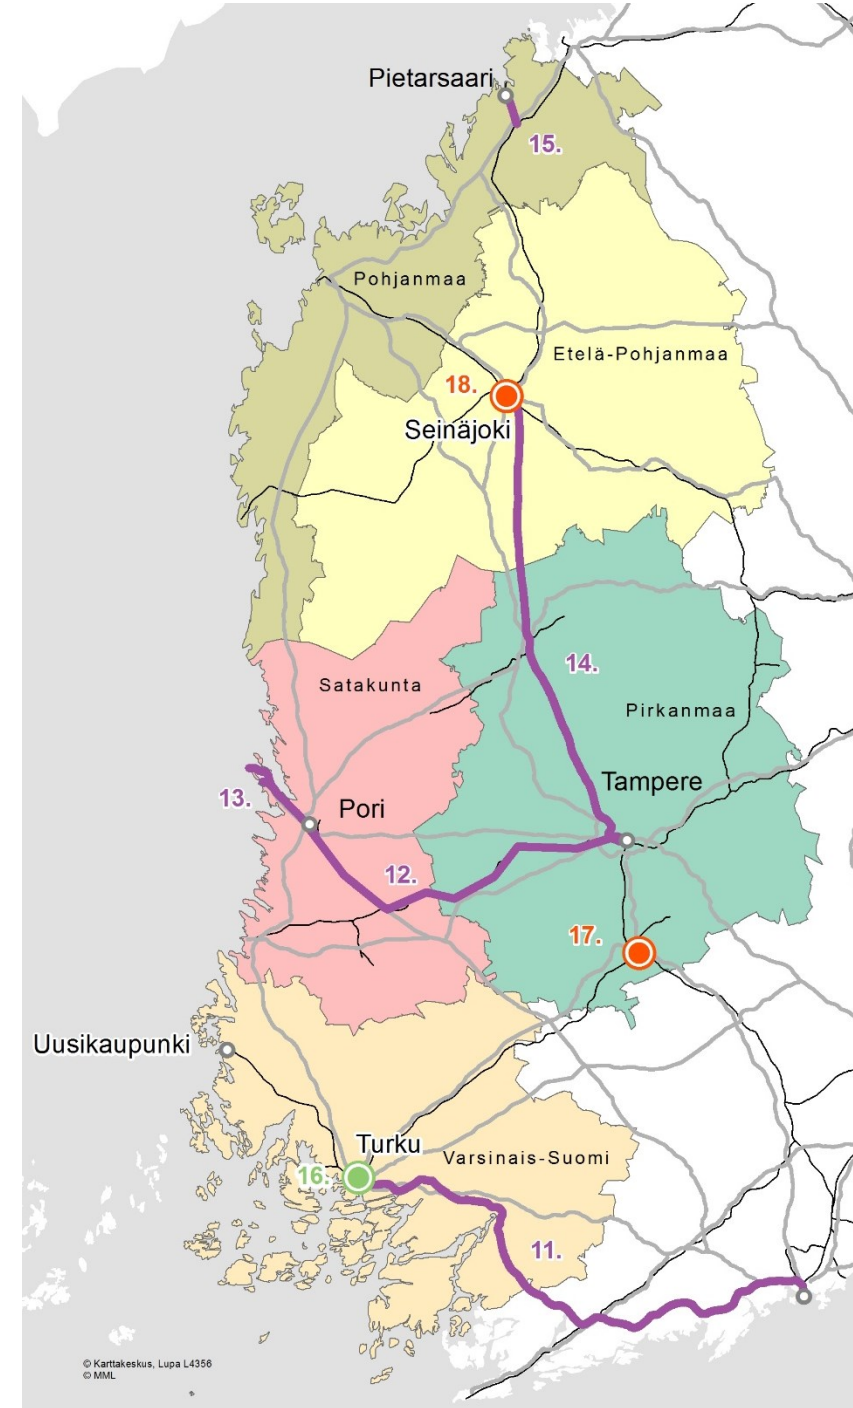 Pietarsaari
15.
Pohjanmaa
Etelä-Pohjanmaa
18.
Seinäjoki
14.
Satakunta
Pirkanmaa
Tampere
13.
Pori
12.
17.
Uusikaupunki
Turku
Varsinais-Suomi
16.
11.
© Karttakeskus, Lupa L4356
© MML